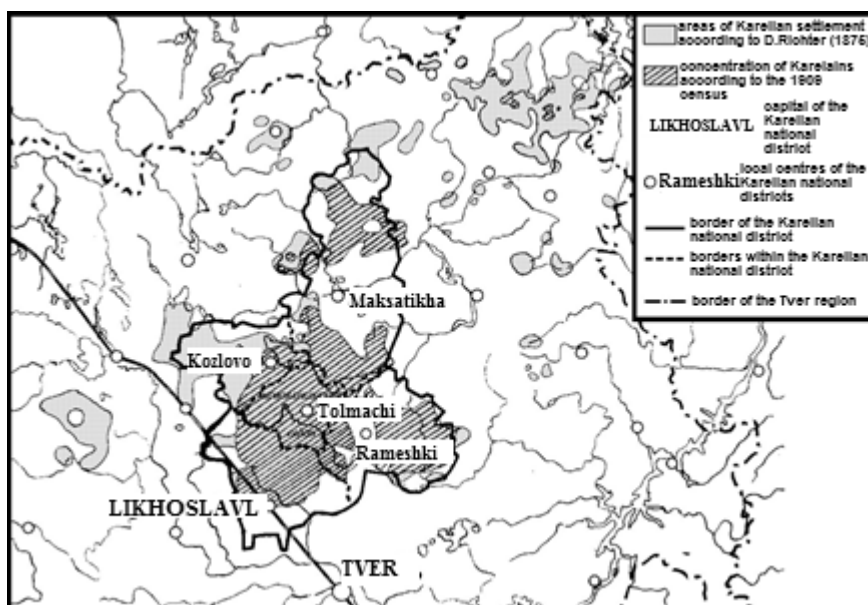 areas of Karelian settlement
according to D.Richter (1875)
concentration of Karelains
according to the 1909
census
LIKHOSLAVL
capital of the
Karelian
national
district
Rameshki
local centres of the
Karelian national
districts
border of the Karelian
national district
borders within the Karelian
national district
border of the Tver region
Maksatikha
Kozlovo
Tolmachi
Rameshki
LIKHOSLAVL
TVER